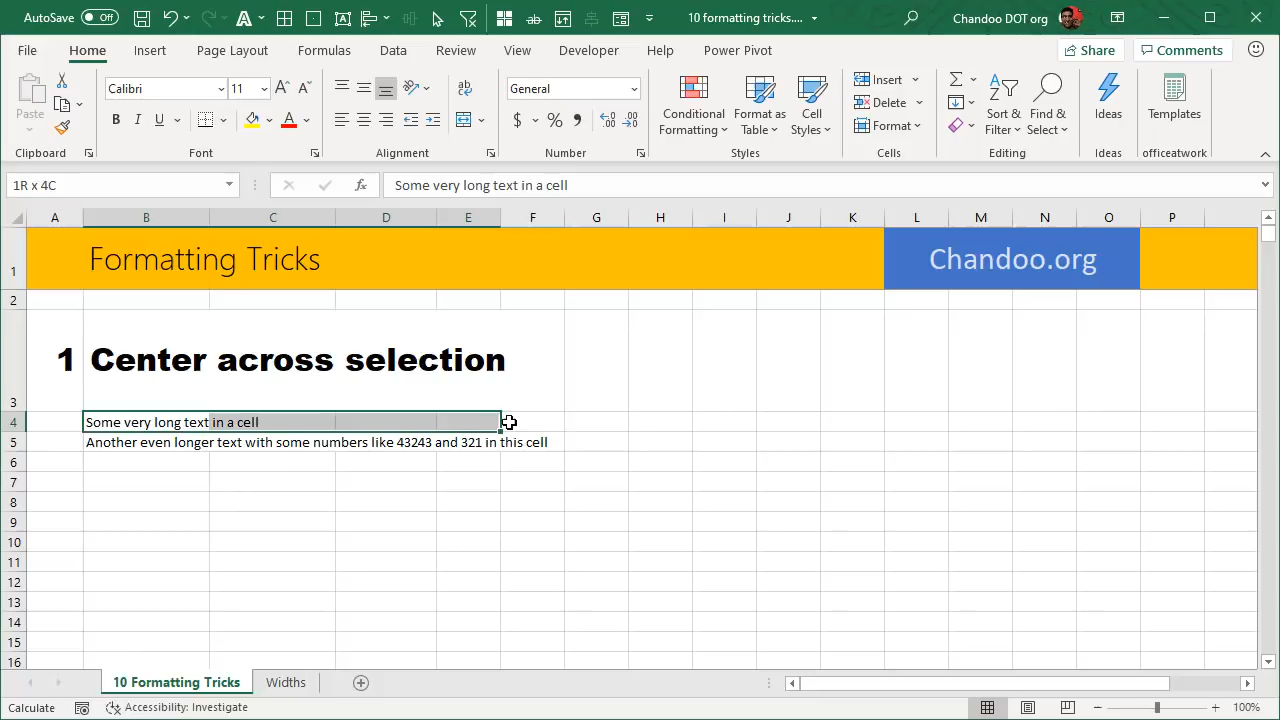 AutoSave Off
10 formatting tricks....
Chandoo DOT org
File Home Insert Page Layout Formulas Data Review View Developer Help Power Pivot
Share Comments
Paste
Clipboard
Calibri 11
B I U
Font
Alignment
General
$ % ,
Number
Conditional Formatting
Format as Table
Cell Styles
Styles
Insert
Delete
Format
Cells
Sort & Filter
Find & Select
Editing
Ideas
Ideas
Templates
officeatwork
1R x 4C
fx
Some very long text in a cell
A B C D E F G H I J K L M N O P
1 Formatting Tricks Chandoo.org
2
1 Center across selection
3
4 Some very long text in a cell
5 Another even longer text with some numbers like 43243 and 321 in this cell
6
7
8
9
10
11
12
13
14
15
16
10 Formatting Tricks Widths
Calculate Accessibility: Investigate 100%